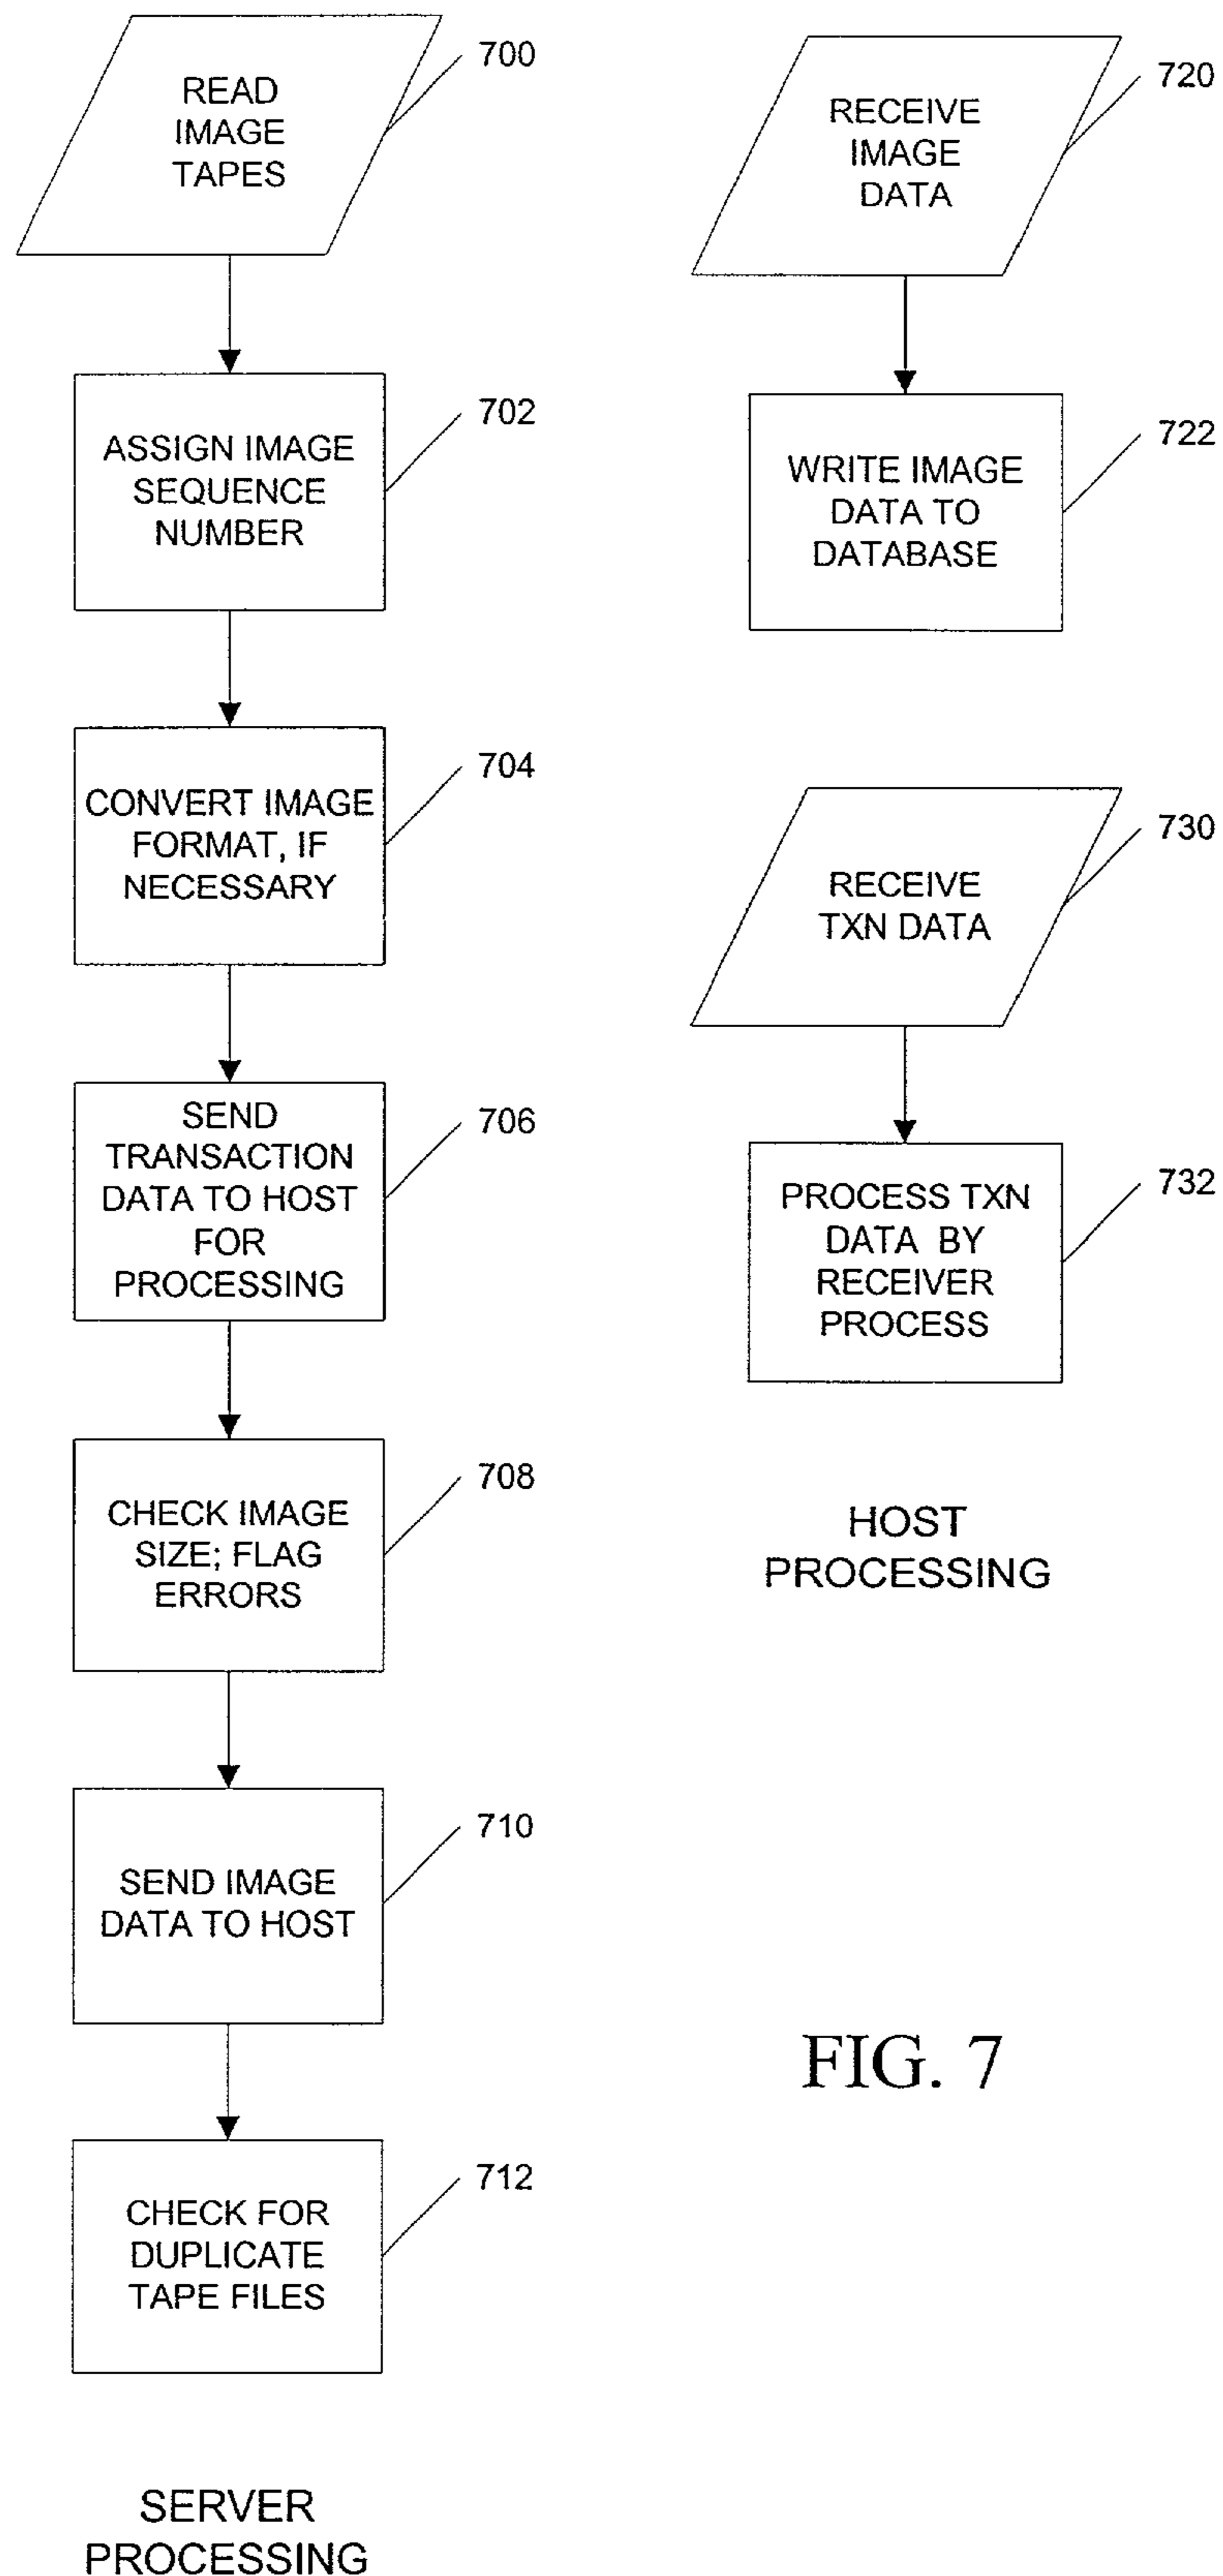 READ
IMAGE
TAPES
700
ASSIGN IMAGE
SEQUENCE
NUMBER
702
CONVERT IMAGE
FORMAT, IF
NECESSARY
704
SEND
TRANSACTION
DATA TO HOST
FOR
PROCESSING
706
CHECK IMAGE
SIZE; FLAG
ERRORS
708
SEND IMAGE
DATA TO HOST
710
CHECK FOR
DUPLICATE
TAPE FILES
712
SERVER
PROCESSING
RECEIVE
IMAGE
DATA
720
WRITE IMAGE
DATA TO
DATABASE
722
RECEIVE
TXN DATA
730
PROCESS TXN
DATA BY
RECEIVER
PROCESS
732
HOST
PROCESSING
FIG. 7